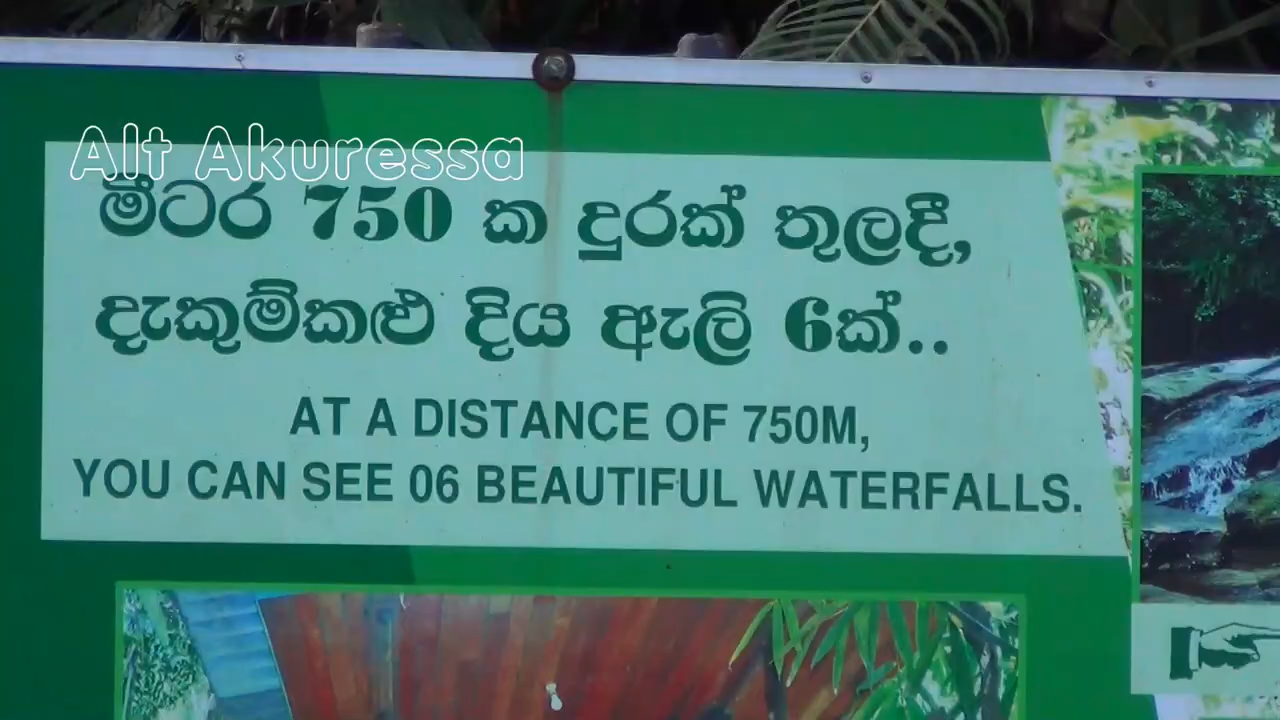 Alt Akuressa
මීටර 750 ක දුරක් තුලදී,
දැකුම්කළු දිය ඇලි 6ක්..
AT A DISTANCE OF 750M,
YOU CAN SEE 06 BEAUTIFUL WATERFALLS.